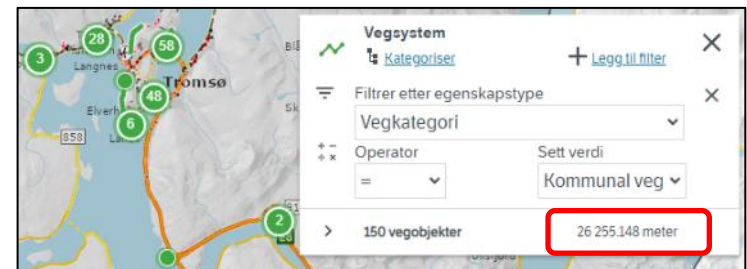 Vegsystem
Kategoriser
Legg til filter
Filtrer etter egenskapstype
Vegkategori
Operator
Sett verdi
=
Kommunal veg
150 vegobjekter
26 255.148 meter
3
28
58
Langnes
Tromsø
48
6
858
2